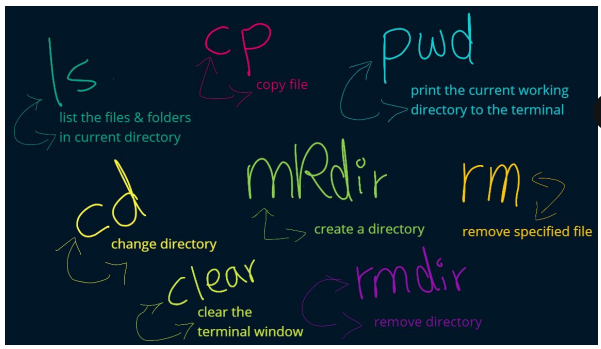 ls
list the files & folders
in current directory
cp
copy file
pwd
print the current working
directory to the terminal
cd
change directory
mkdir
create a directory
rm
remove specified file
clear
clear the
terminal window
rmdir
remove directory